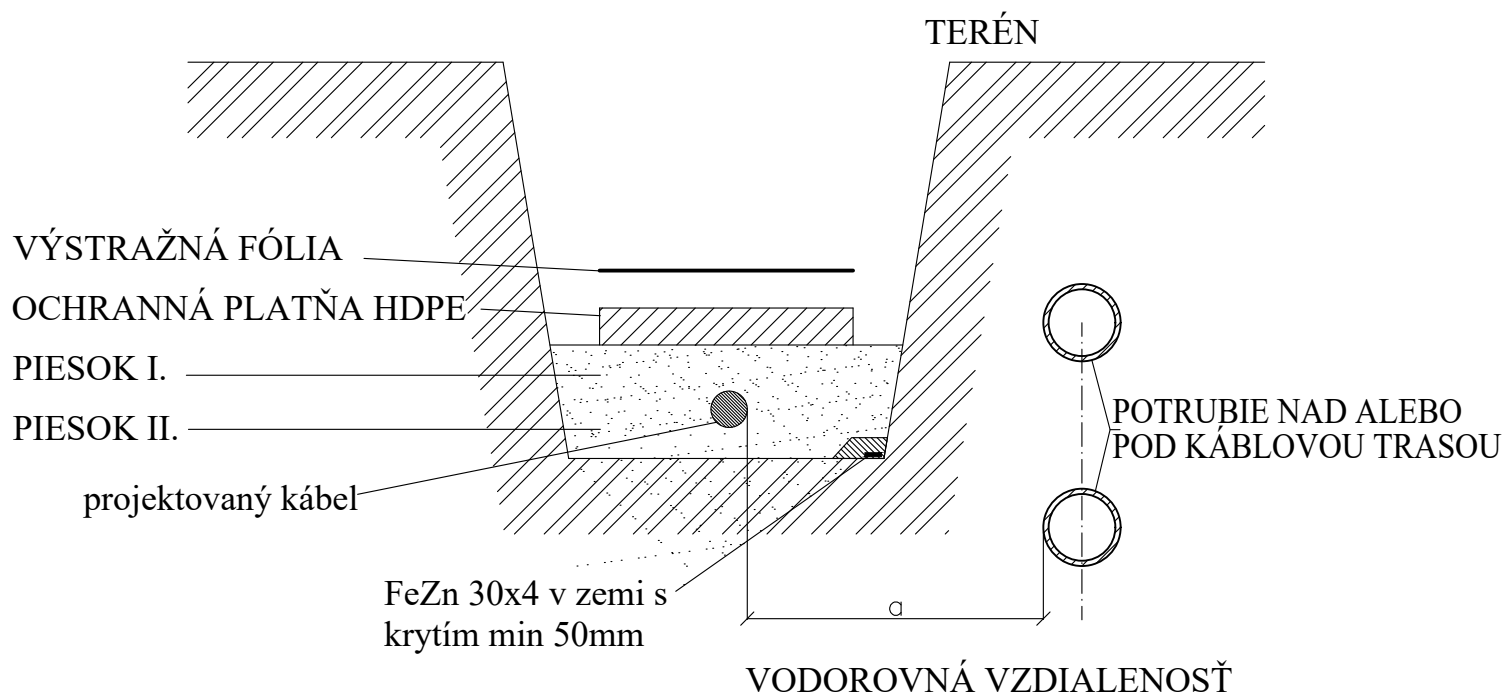 TERÉN
VÝSTRAŽNÁ FÓLIA
OCHRANNÁ PLATŇA HDPE
PIESOK I.
PIESOK II.
projektovaný kábel
POTRUBIE NAD ALEBO
POD KÁBLOVOU TRASOU
FeZn 30x4 v zemi s
krytím min 50mm
a
VODOROVNÁ VZDIALENOSŤ